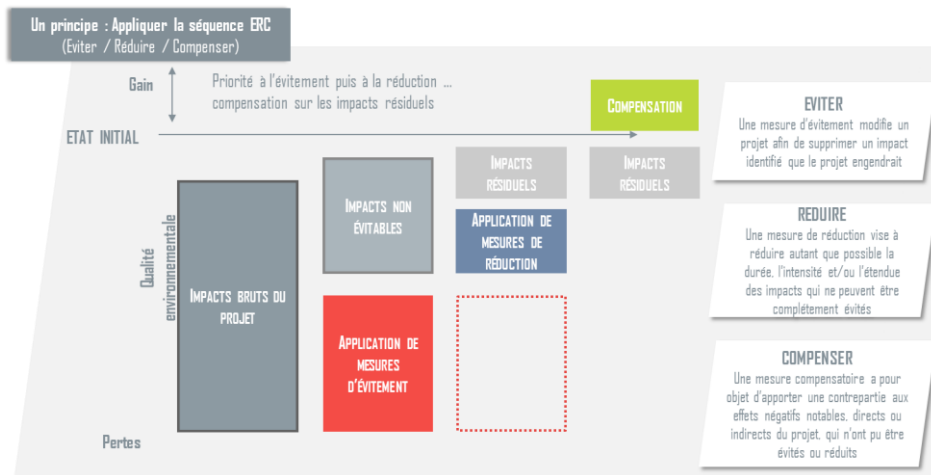 Un principe : Appliquer la séquence ERC
(Eviter / Réduire / Compenser)
Gain
Priorité à l'évitement puis à la réduction ...
compensation sur les impacts résiduels
ETAT INITIAL
COMPENSATION
IMPACTS
RÉSIDUELS
IMPACTS
RÉSIDUELS
IMPACTS NON
ÉVITABLES
APPLICATION DE
MESURES DE
RÉDUCTION
Qualité
environnementale
IMPACTS BRUTS DU
PROJET
APPLICATION DE
MESURES
D'ÉVITEMENT
Pertes
EVITER
Une mesure d'évitement modifie un
projet afin de supprimer un impact
identifié que le projet engendrait
REDUIRE
Une mesure de réduction vise à
réduire autant que possible la
durée, l'intensité et/ou l'étendue
des impacts qui ne peuvent être
complétement évités
COMPENSER
Une mesure compensatoire a pour
objet d'apporter une contrepartie aux
effets négatifs notables, directs ou
indirects du projet, qui n'ont pu être
évités ou réduits